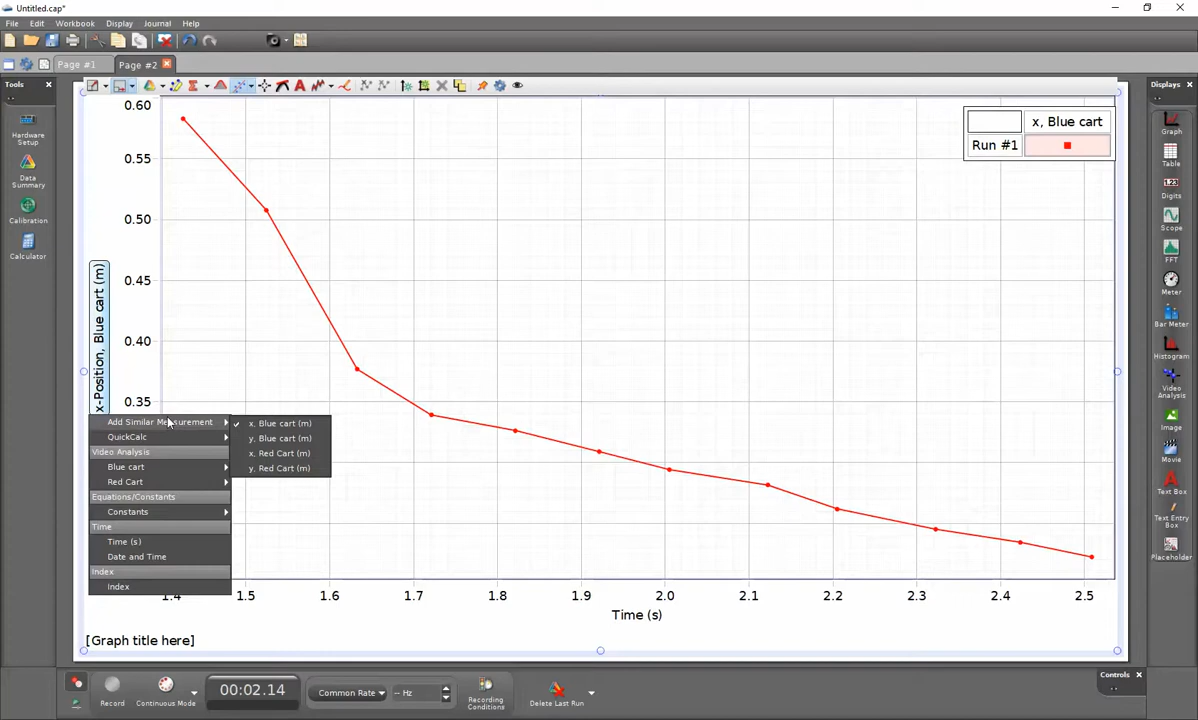 Untitled.cap*
File Edit Workbook Display Journal Help
Page #1 Page #2
Tools
Hardware
Setup
Data
Summary
Calibration
Calculator
0.60
0.55
0.50
0.45
0.40
0.35
x-Position, Blue cart (m)
x, Blue cart
Run #1
Add Similar Measurement
QuickCalc
Video Analysis
Blue cart
Red Cart
Equations/Constants
Constants
Time
Time (s)
Date and Time
Index
Index
x, Blue cart (m)
y, Blue cart (m)
x, Red Cart (m)
y, Red Cart (m)
1.4 1.5 1.6 1.7 1.8 1.9 2.0 2.1 2.2 2.3 2.4 2.5
Time (s)
[Graph title here]
Displays
Graph
Table
1.23
Digits
Scope
FFT
Meter
Bar Meter
Histogram
Video
Analysis
Image
Movie
Text Box
Text Entry
Box
Placeholder
Record
Continuous Mode
00:02.14
Common Rate
-- Hz
Recording
Conditions
Delete Last Run
Controls